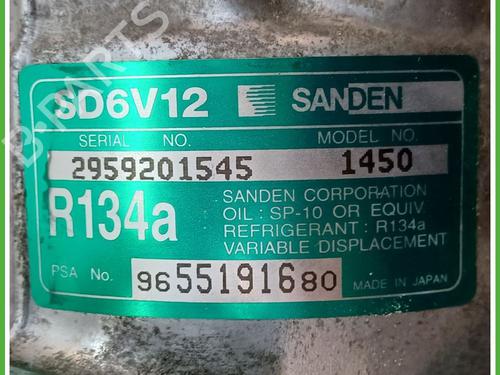 SD6V12 SANDEN
SERIAL NO. MODEL NO.
2959201545 1450
R134a
SANDEN CORPORATION
OIL : SP-10 OR EQUIV
REFRIGERANT : R134a
VARIABLE DISPLACEMENT
PSA No. 9655191680 MADE IN JAPAN
B-PARTS